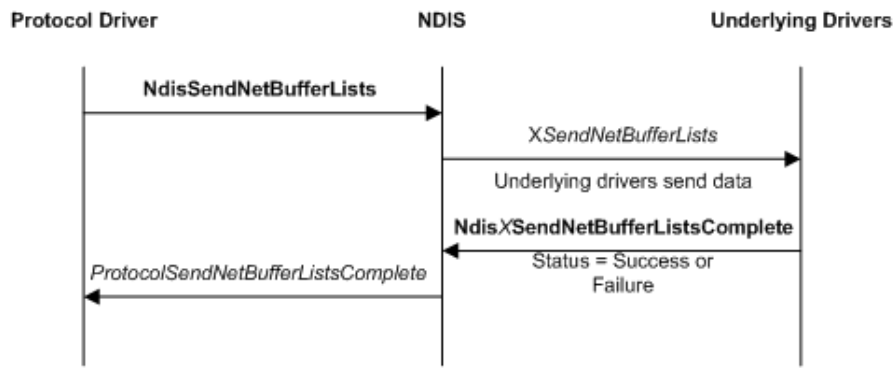 Protocol Driver NDIS Underlying Drivers
NdisSendNetBufferLists
XSendNetBufferLists
Underlying drivers send data
NdisXSendNetBufferListsComplete
Status = Success or
Failure
ProtocolSendNetBufferListsComplete